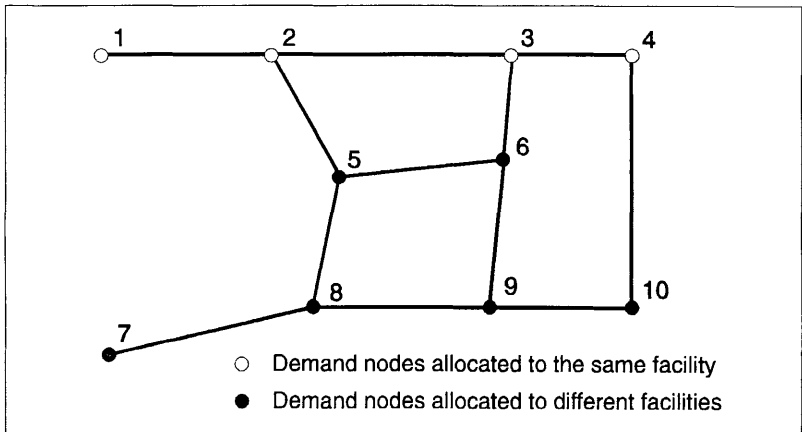 1 2 3 4
5 6
8 9 10
7
Demand nodes allocated to the same facility
Demand nodes allocated to different facilities